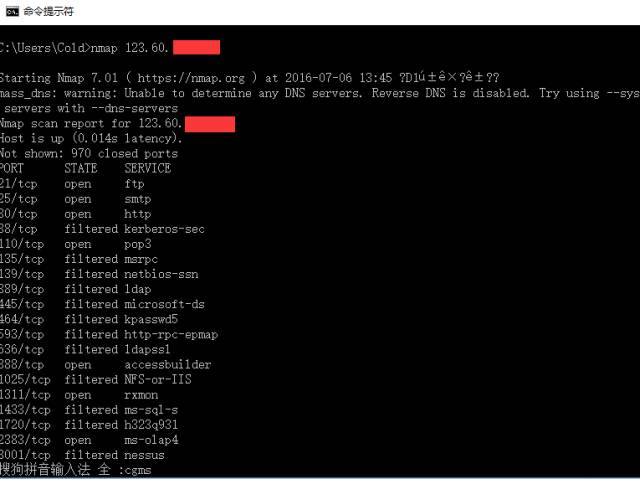 命令提示符
C:\Users\Cold>nmap 123.60.
Starting Nmap 7.01 ( https://nmap.org ) at 2016-07-06 13:45 ?D1ú±ê×?ê±??
mass_dns: warning: Unable to determine any DNS servers. Reverse DNS is disabled. Try using --sys
servers with --dns-servers
Nmap scan report for 123.60.
Host is up (0.014s latency).
Not shown: 970 closed ports
PORT STATE SERVICE
21/tcp open ftp
25/tcp open smtp
80/tcp open http
88/tcp filtered kerberos-sec
110/tcp open pop3
135/tcp filtered msrpc
139/tcp filtered netbios-ssn
389/tcp filtered ldap
445/tcp filtered microsoft-ds
464/tcp filtered kpasswd5
593/tcp filtered http-rpc-epmap
636/tcp filtered ldapssl
888/tcp open accessbuilder
1025/tcp filtered NFS-or-IIS
1311/tcp open rxmon
1433/tcp filtered ms-sql-s
1720/tcp filtered h323q931
2383/tcp open ms-olap4
3001/tcp filtered nessus
搜狗拼音输入法 全 :cgms